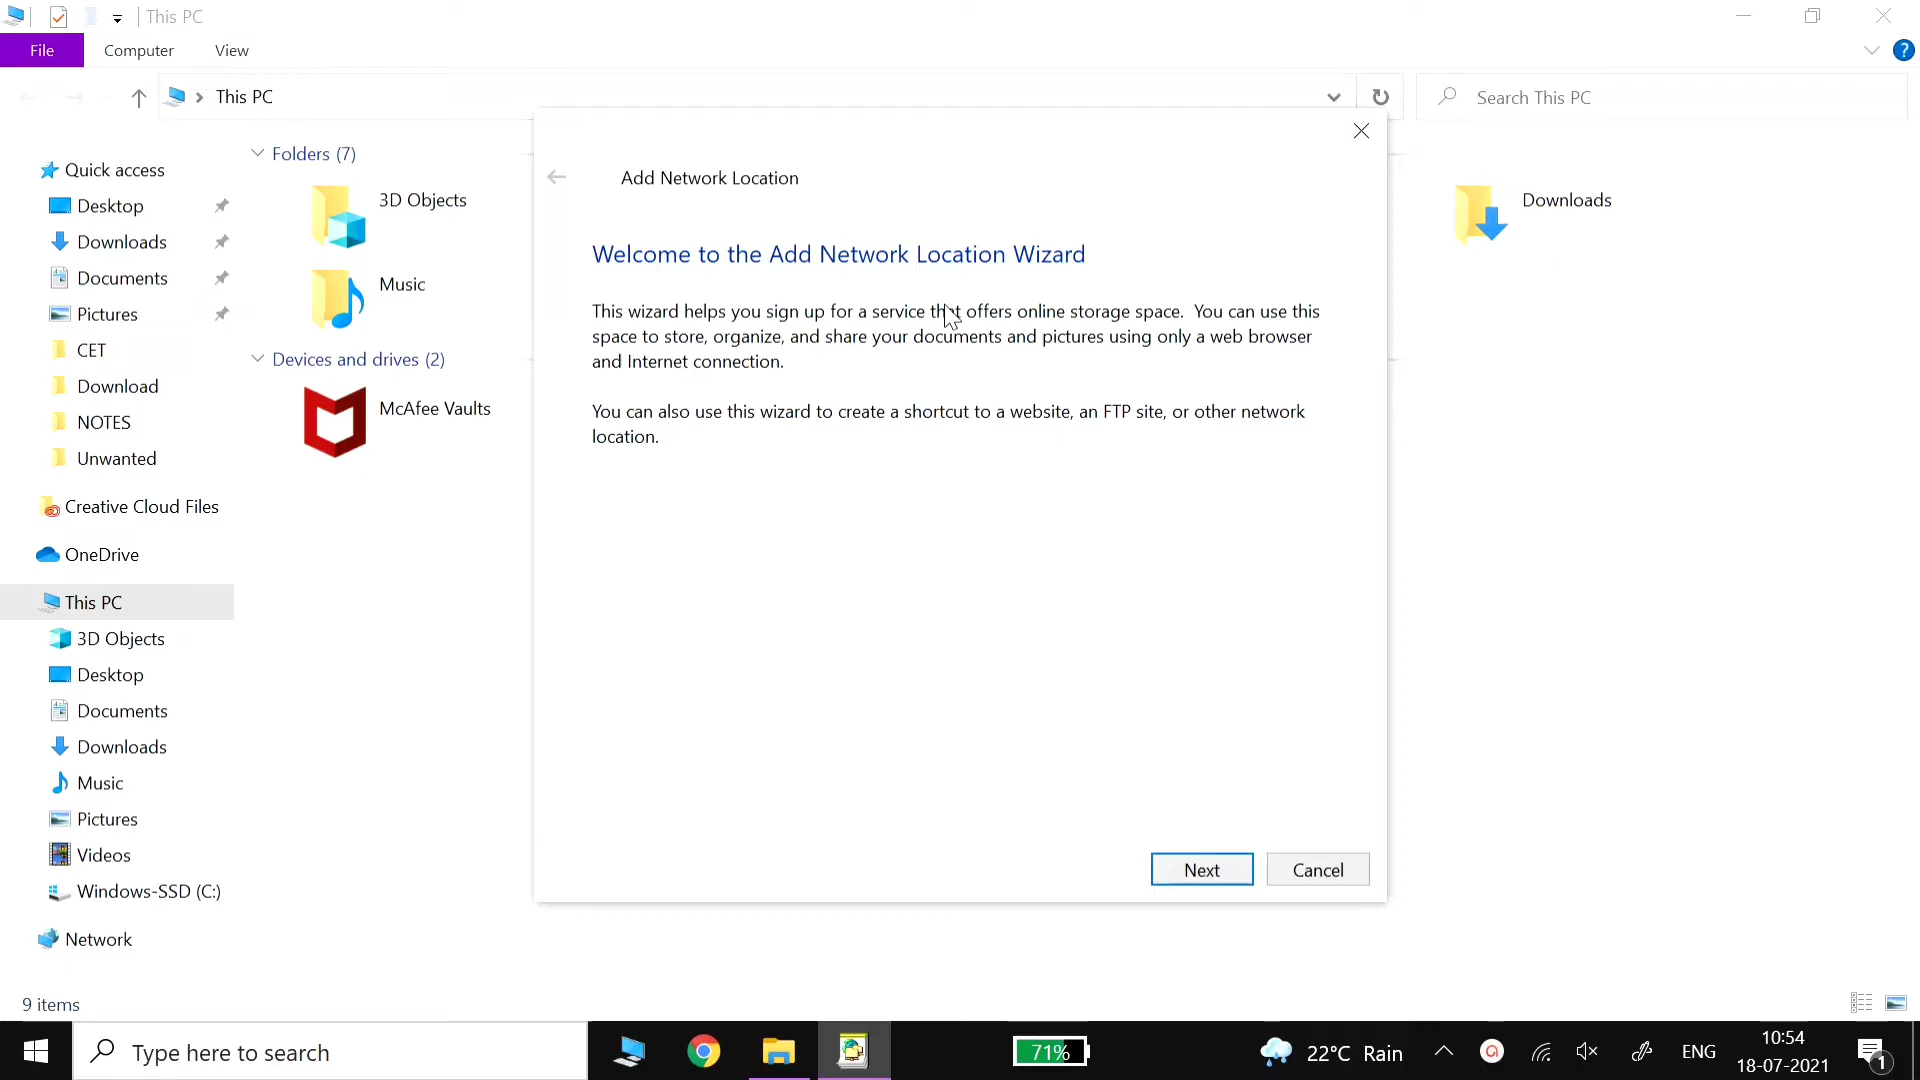 This PC
File
Computer
View
This PC
Search This PC
Quick access
Desktop
Downloads
Documents
Pictures
CET
Download
NOTES
Unwanted
Creative Cloud Files
OneDrive
This PC
3D Objects
Desktop
Documents
Downloads
Music
Pictures
Videos
Windows-SSD (C:)
Network
Folders (7)
3D Objects
Music
Downloads
Devices and drives (2)
McAfee Vaults
Add Network Location
Welcome to the Add Network Location Wizard
This wizard helps you sign up for a service that offers online storage space. You can use this
space to store, organize, and share your documents and pictures using only a web browser
and Internet connection.
You can also use this wizard to create a shortcut to a website, an FTP site, or other network
location.
Next
Cancel
9 items
Type here to search
71%
22°C Rain
ENG
10:54
18-07-2021
1